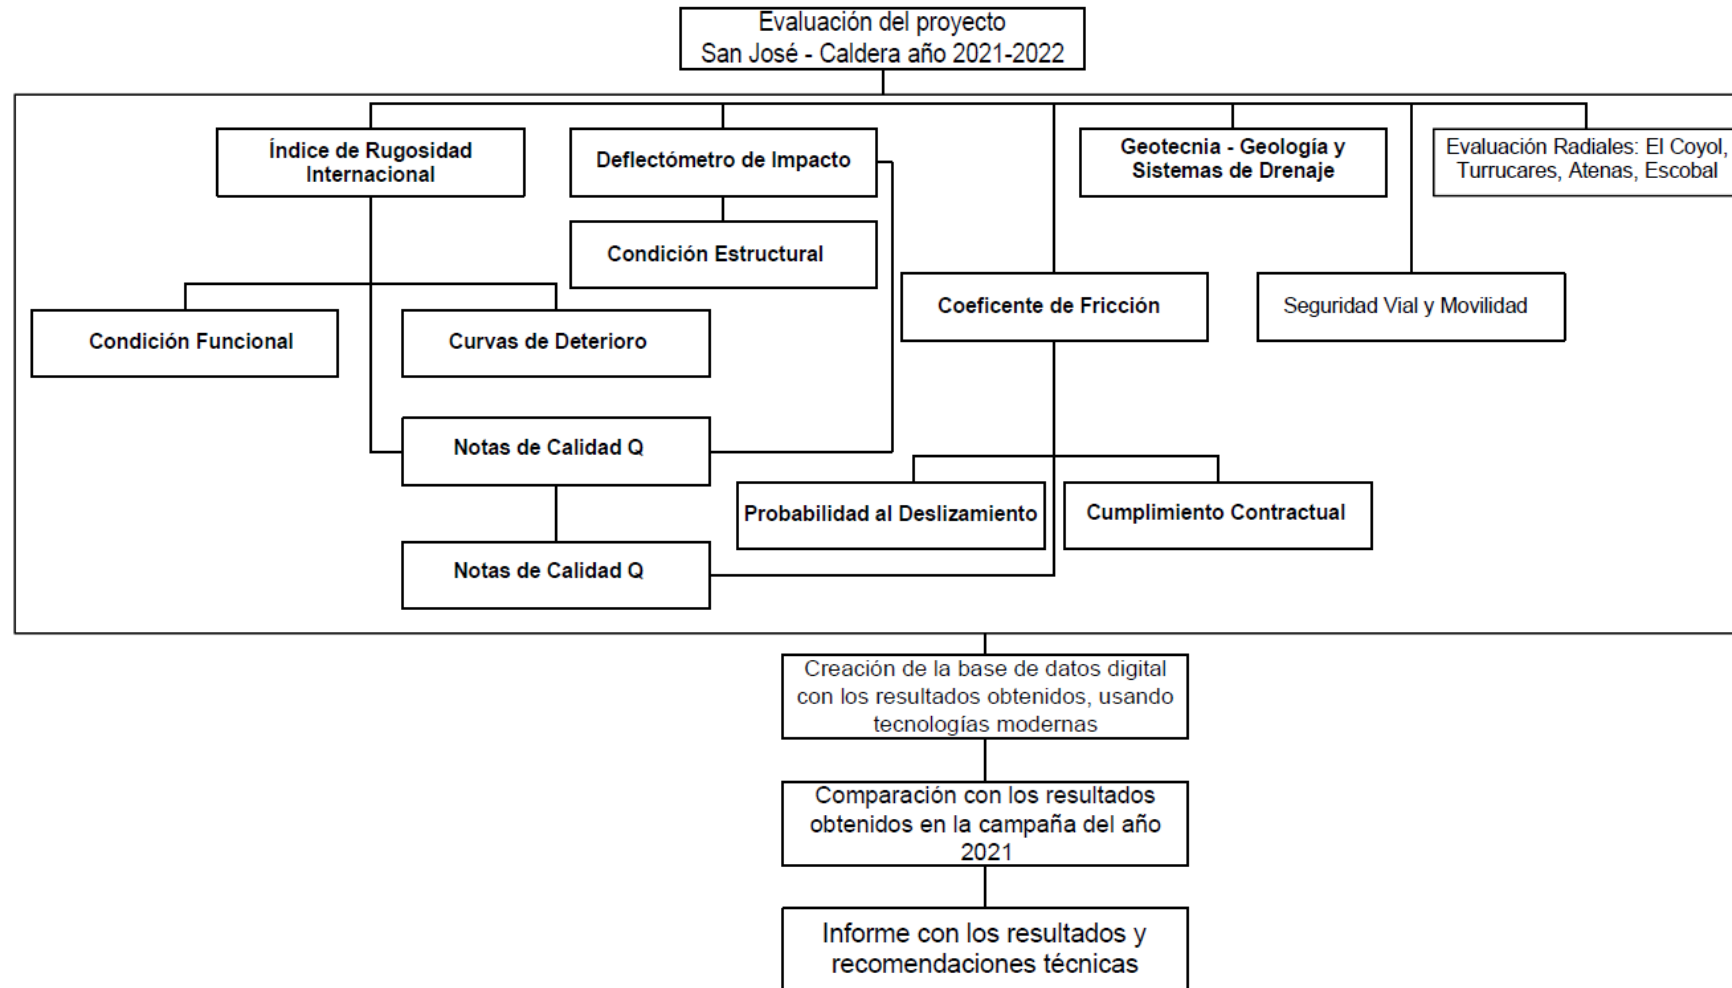 Evaluación del proyecto
San José - Caldera año 2021-2022
Índice de Rugosidad
Internacional
Deflectómetro de Impacto
Geotecnia - Geología y
Sistemas de Drenaje
Evaluación Radiales: El Coyol,
Turrucares, Atenas, Escobal
Condición Estructural
Coeficente de Fricción
Seguridad Vial y Movilidad
Condición Funcional
Curvas de Deterioro
Notas de Calidad Q
Probabilidad al Deslizamiento
Cumplimiento Contractual
Notas de Calidad Q
Creación de la base de datos digital
con los resultados obtenidos, usando
tecnologías modernas
Comparación con los resultados
obtenidos en la campaña del año
2021
Informe con los resultados y
recomendaciones técnicas